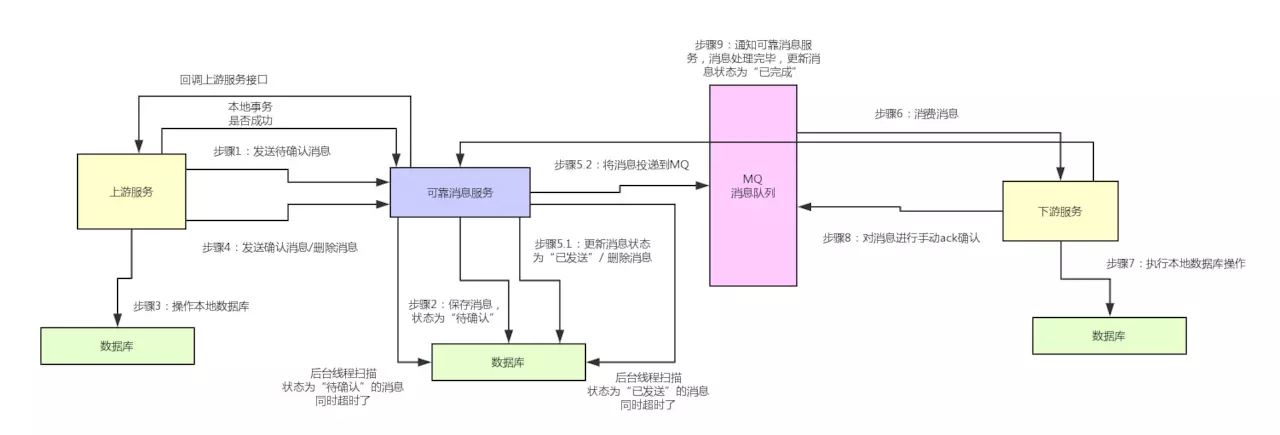 步骤9：通知可靠消息服
务，消息处理完毕，更新消
息状态为“已完成”
回调上游服务接口
本地事务
是否成功
步骤6：消费消息
步骤1：发送待确认消息
步骤5.2：将消息投递到MQ
上游服务
可靠消息服务
MQ
消息队列
下游服务
步骤4：发送确认消息/删除消息
步骤5.1：更新消息状态
为“已发送”/ 删除消息
步骤8：对消息进行手动ack确认
步骤7：执行本地数据库操作
步骤3：操作本地数据库
步骤2：保存消息，
状态为“待确认”
数据库
数据库
数据库
后台线程扫描
状态为“待确认”的消息
同时超时了
后台线程扫描
状态为“已发送”的消息
同时超时了